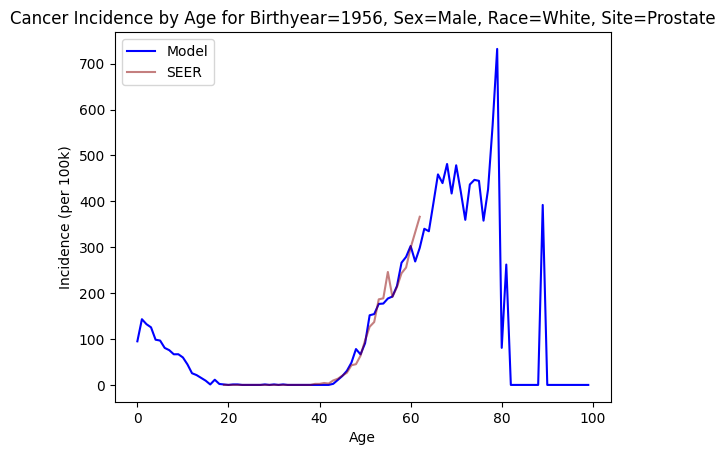 Cancer Incidence by Age for Birthyear=1956, Sex=Male, Race=White, Site=Prostate
Model
SEER
700
600
500
400
300
200
100
0
Incidence (per 100k)
0 20 40 60 80 100
Age